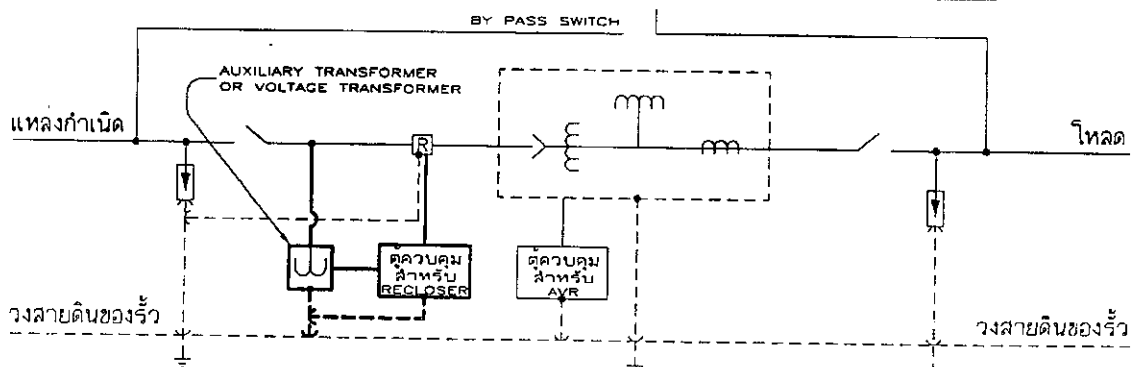 BY PASS SWITCH
AUXILIARY TRANSFORMER
OR VOLTAGE TRANSFORMER
แหล่งกำเนิด
R
โหลด
ตู้ควบคุม
สำหรับ
RECLOSER
ตู้ควบคุม
สำหรับ
AVR
วงสายดินของรั้ว
วงสายดินของรั้ว